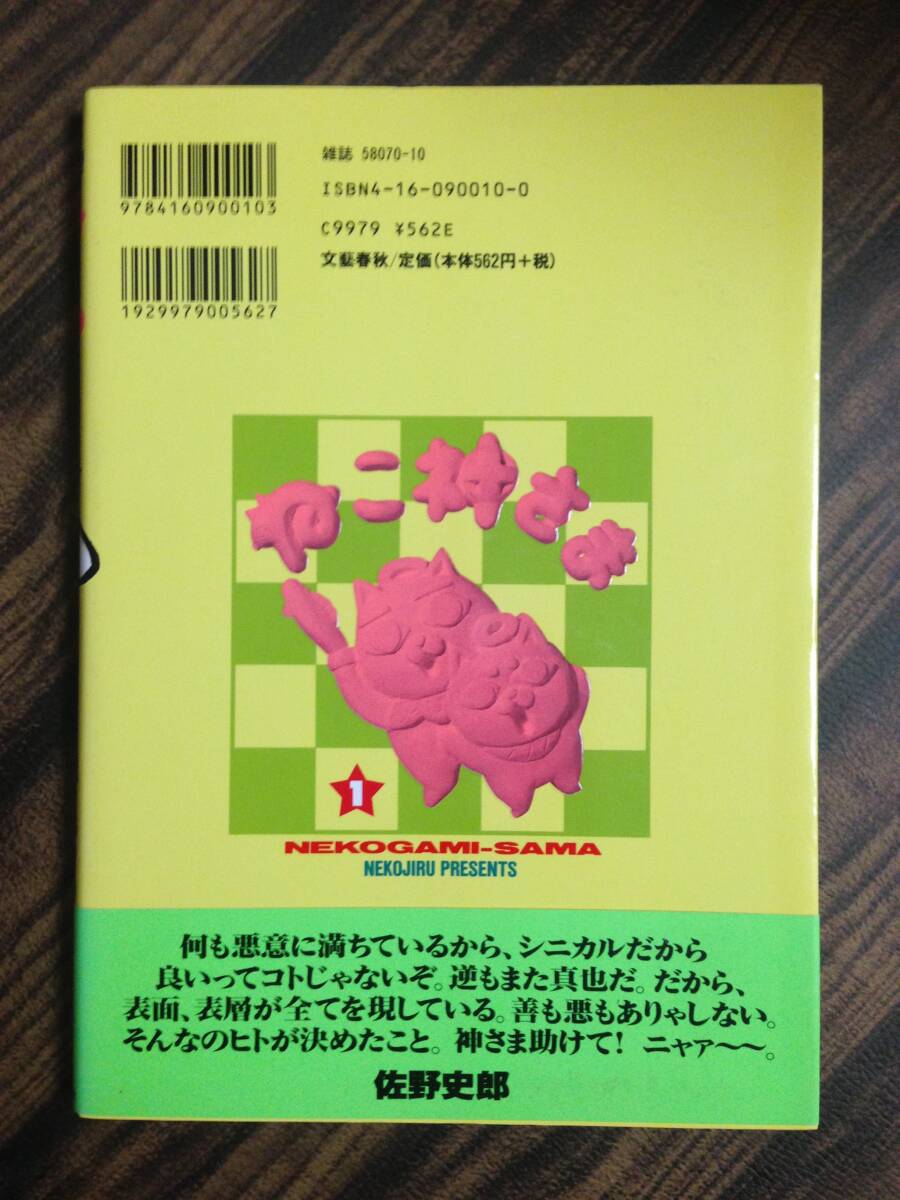 雑誌 58070-10
ISBN4-16-090010-0
9784160900103
C9979 ¥562E
文藝春秋/定価(本体562円+税)
1929979005627
ねこ神さま
1
NEKOGAMI-SAMA
NEKOJIRU PRESENTS
何も悪意に満ちているから、シニカルだから
良いってコトじゃないぞ。逆もまた真也だ。だから、
表面、表層が全てを現している。善も悪もありゃしない。
そんなのヒトが決めたこと。神さま助けて! ニャァ〜〜。
佐野史郎